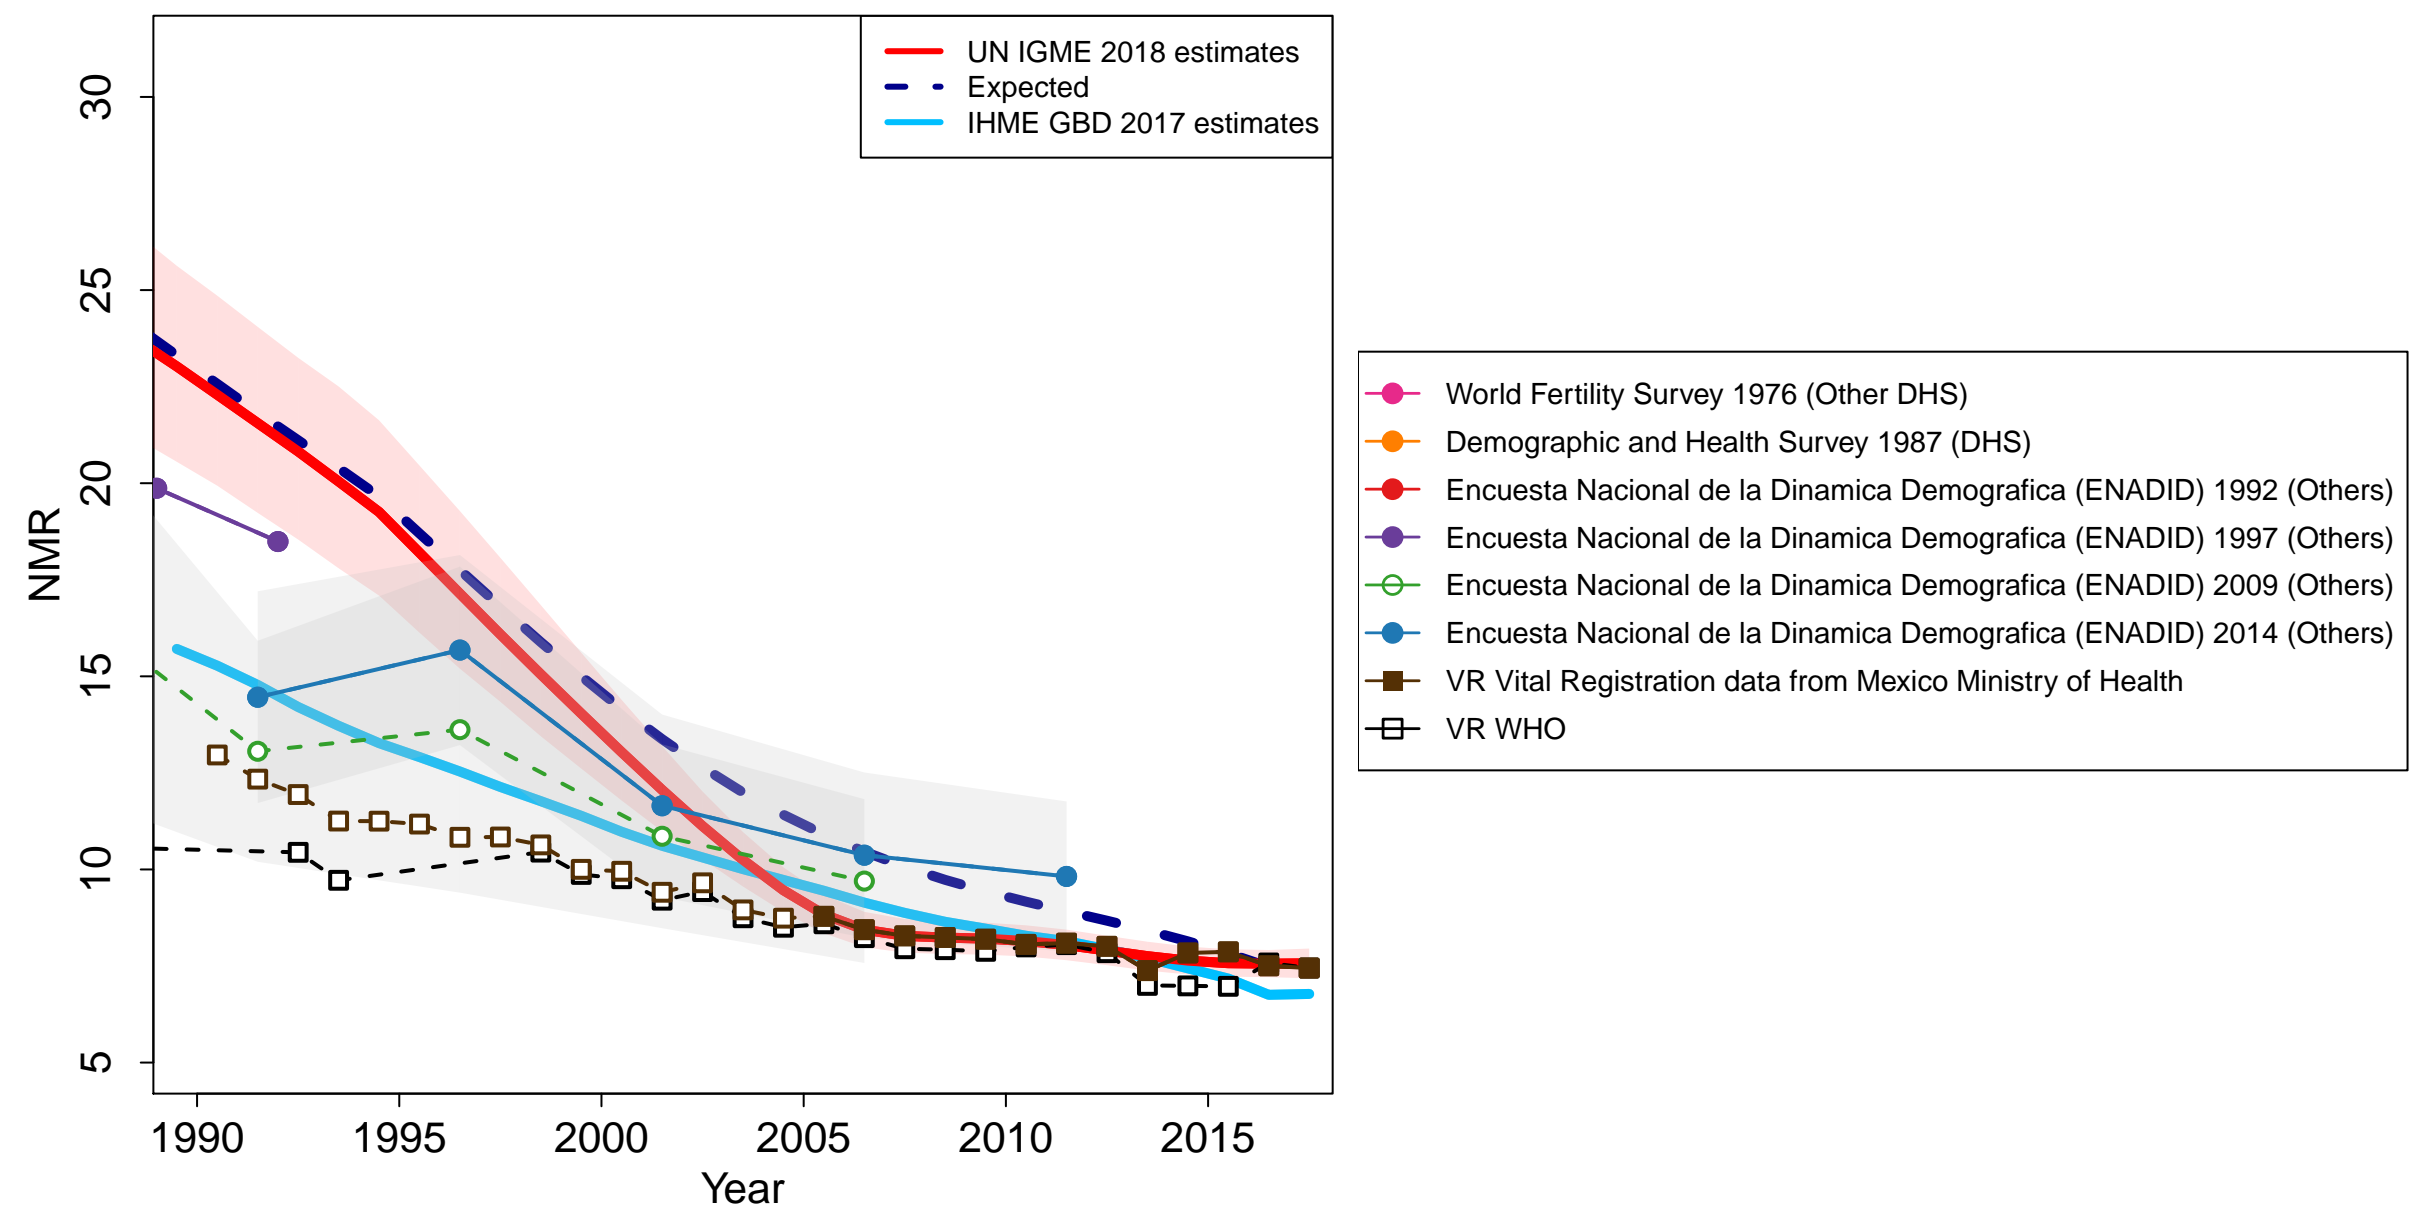 UN IGME 2018 estimates
Expected
IHME GBD 2017 estimates
30
25
20
15
10
5
NMR
1990
1995
2000
2005
2010
2015
Year
World Fertility Survey 1976 (Other DHS)
Demographic and Health Survey 1987 (DHS)
Encuesta Nacional de la Dinamica Demografica (ENADID) 1992 (Others)
Encuesta Nacional de la Dinamica Demografica (ENADID) 1997 (Others)
Encuesta Nacional de la Dinamica Demografica (ENADID) 2009 (Others)
Encuesta Nacional de la Dinamica Demografica (ENADID) 2014 (Others)
VR Vital Registration data from Mexico Ministry of Health
VR WHO